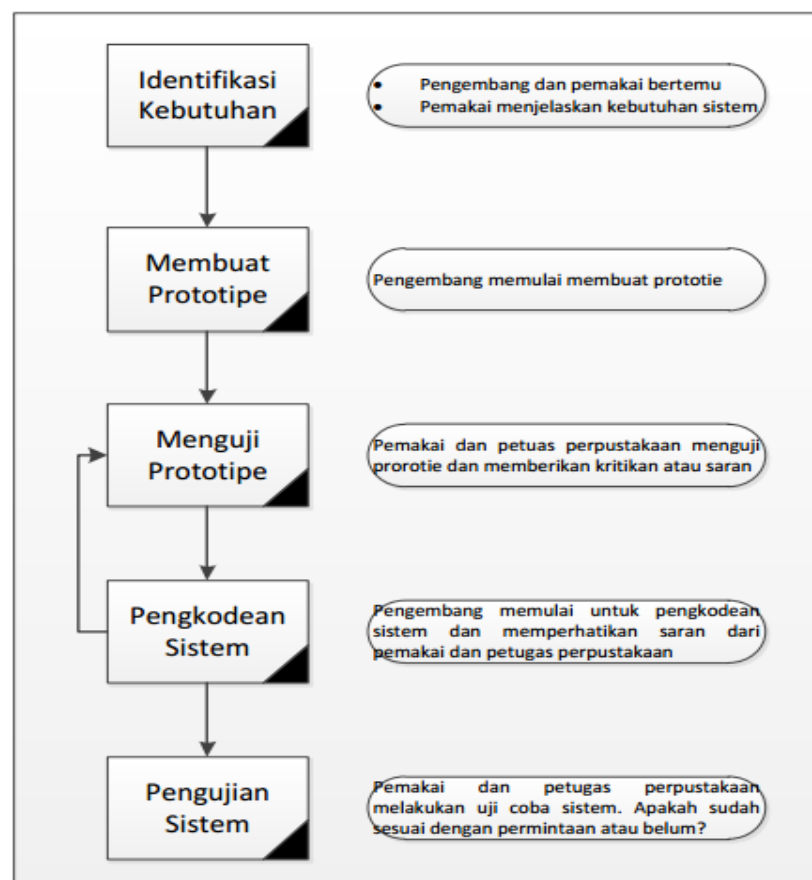 Identifikasi
Kebutuhan
• Pengembang dan pemakai bertemu
• Pemakai menjelaskan kebutuhan sistem
Membuat
Prototipe
Pengembang memulai membuat prototie
Menguji
Prototipe
Pemakai dan petuas perpustakaan menguji
prorotie dan memberikan kritikan atau saran
Pengkodean
Sistem
Pengembang memulai untuk pengkodean
sistem dan memperhatikan saran dari
pemakai dan petugas perpustakaan
Pengujian
Sistem
Pemakai dan petugas perpustakaan
melakukan uji coba sistem. Apakah sudah
sesuai dengan permintaan atau belum?